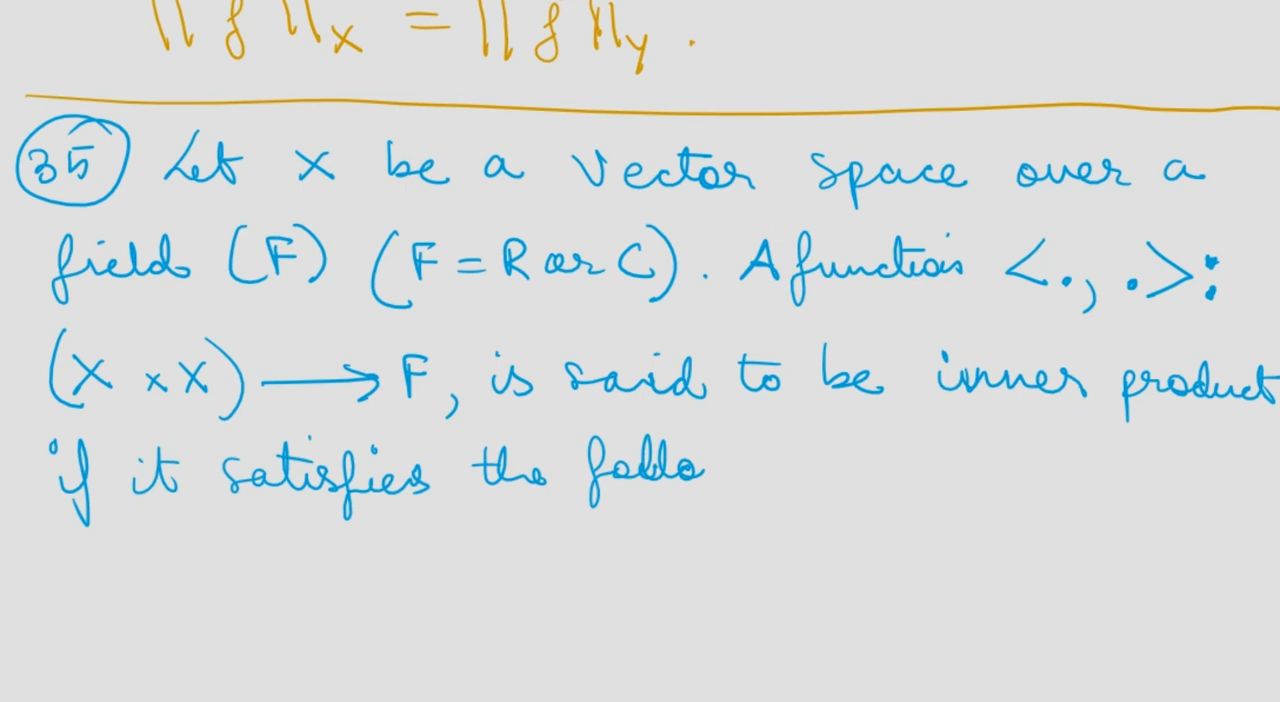 ||f||x = ||g||y.
35 Let X be a Vector space over a
field (F) (F = R or C). A function <., .>:
(X x X) → F, is said to be inner product
if it satisfies the follo